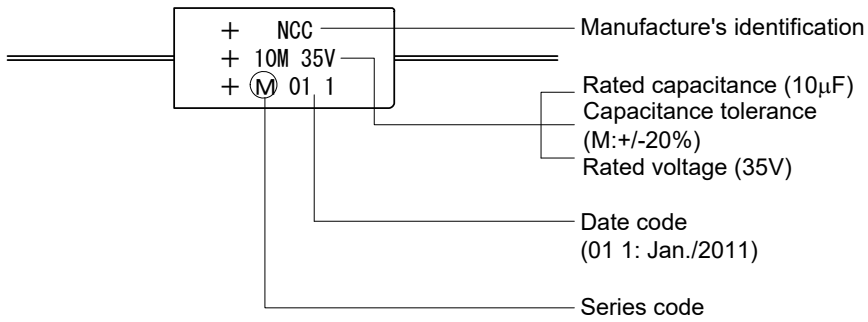 + NCC
+ 10M 35V
+ Ⓜ 01 1
Manufacture's identification
Rated capacitance (10μF)
Capacitance tolerance
(M:+/-20%)
Rated voltage (35V)
Date code
(01 1: Jan./2011)
Series code